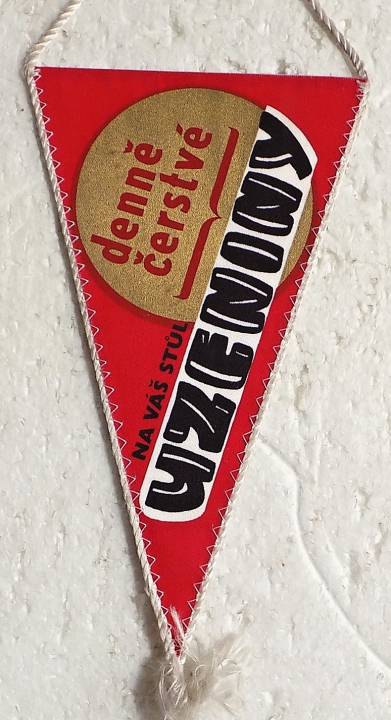 denně
čerstvé
UZENINY
NA VÁŠ STŮL